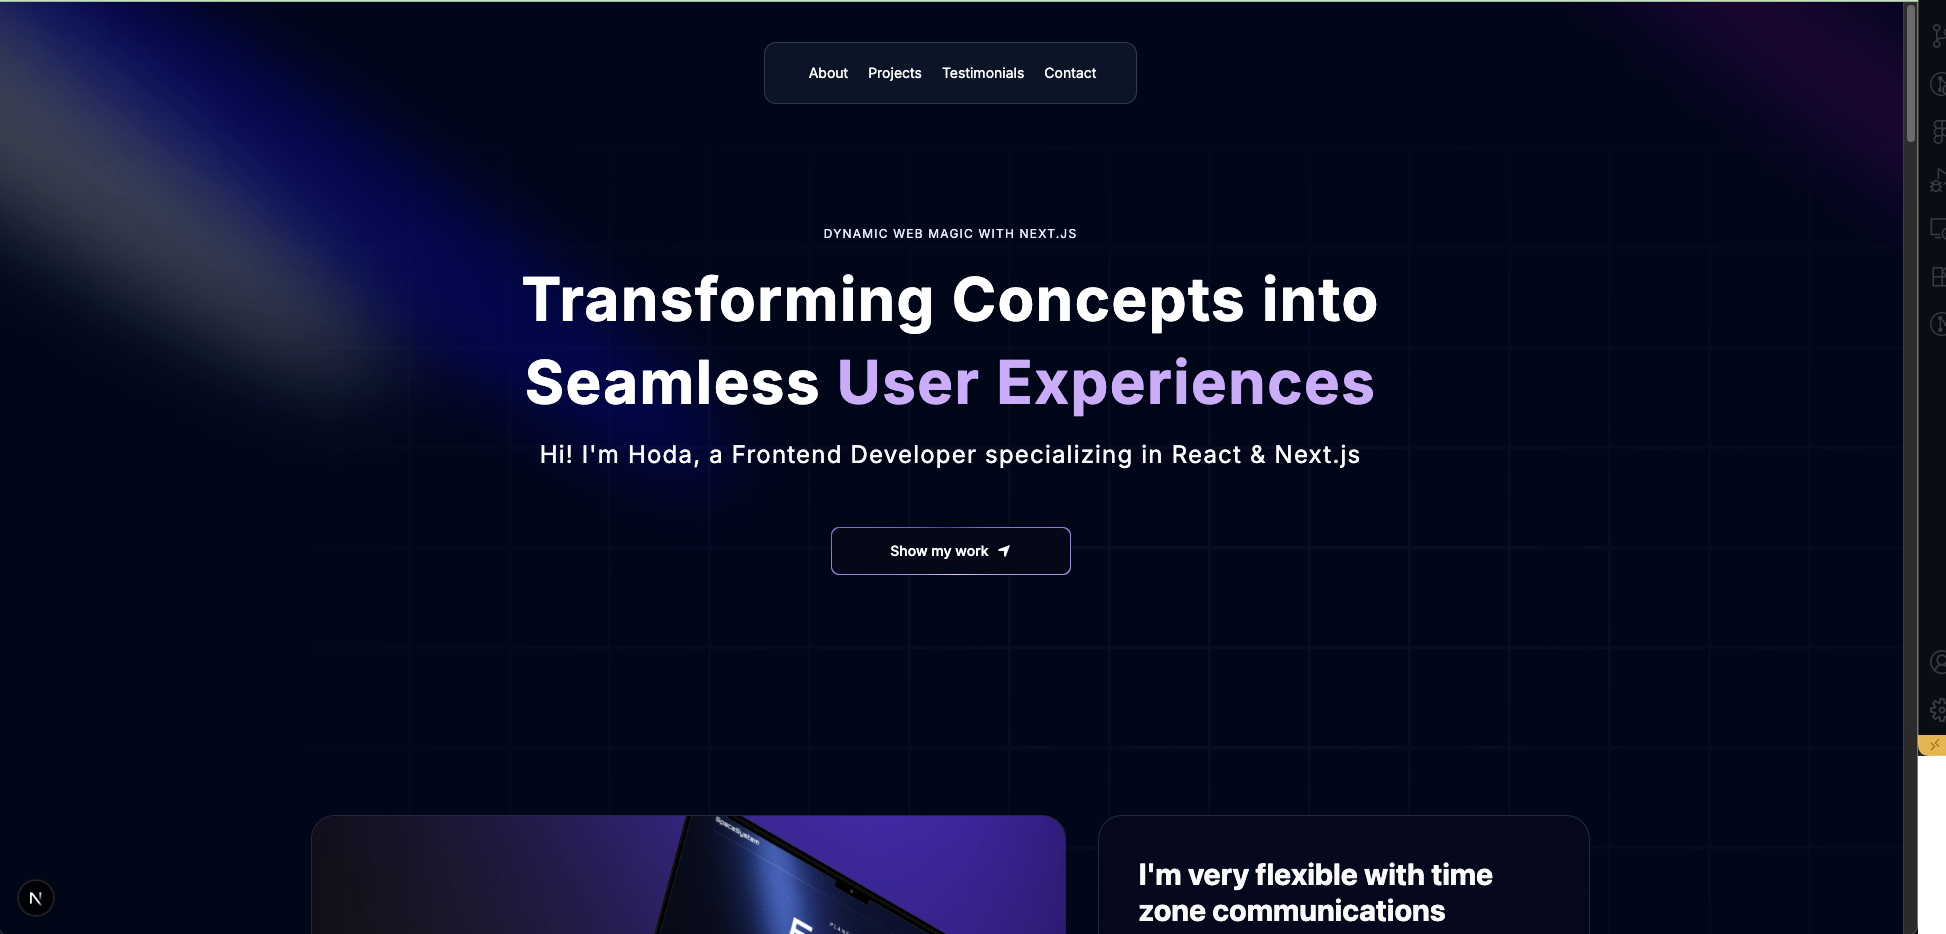 About Projects Testimonials Contact
DYNAMIC WEB MAGIC WITH NEXT.JS
Transforming Concepts into
Seamless User Experiences
Hi! I'm Hoda, a Frontend Developer specializing in React & Next.js
Show my work
SpaceSystem
I'm very flexible with time
zone communications
N